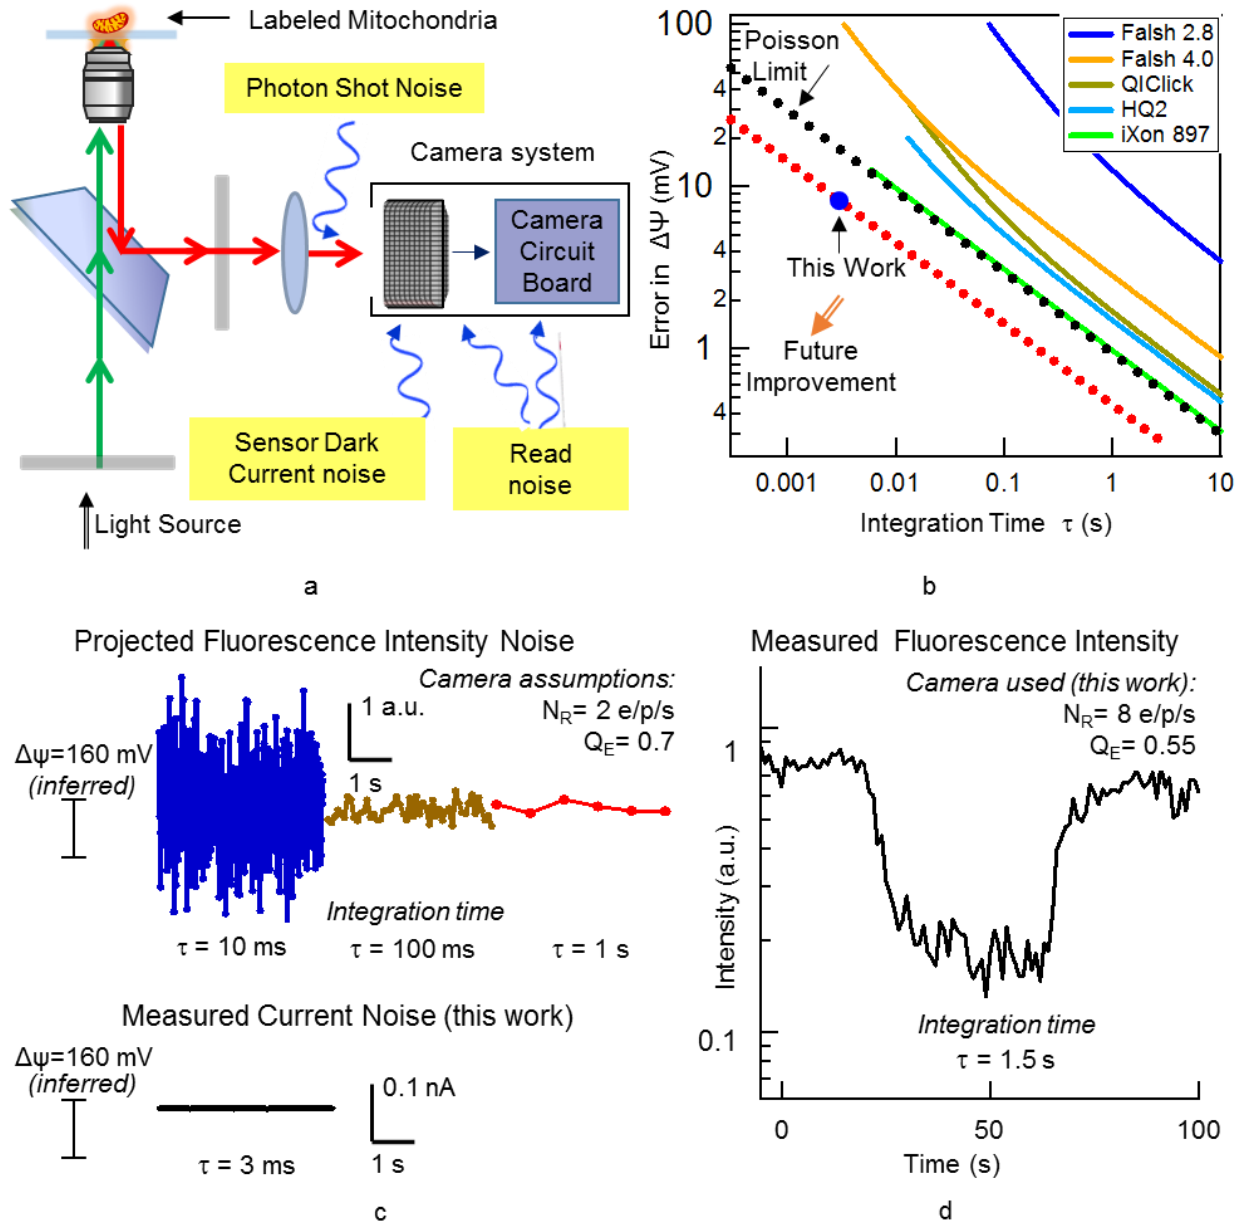 Labeled Mitochondria
Photon Shot Noise
Camera system
Camera
Circuit
Board
Sensor Dark
Current noise
Read
noise
Light Source
a
100
4
2
10
4
2
1
4
Error in ΔΨ (mV)
Poisson
Limit
Falsh 2.8
Falsh 4.0
QIClick
HQ2
iXon 897
This Work
Future
Improvement
0.001
0.01
0.1
1
10
Integration Time τ (s)
b
Projected Fluorescence Intensity Noise
Camera assumptions:
N_R= 2 e/p/s
Q_E= 0.7
1 a.u.
1 s
Δψ=160 mV
(inferred)
Integration time
τ = 10 ms
τ = 100 ms
τ = 1 s
Measured Current Noise (this work)
Δψ=160 mV
(inferred)
0.1 nA
1 s
τ = 3 ms
c
Measured Fluorescence Intensity
Camera used (this work):
N_R= 8 e/p/s
Q_E= 0.55
1
0.1
Intensity (a.u.)
Integration time
τ = 1.5 s
0
50
100
Time (s)
d